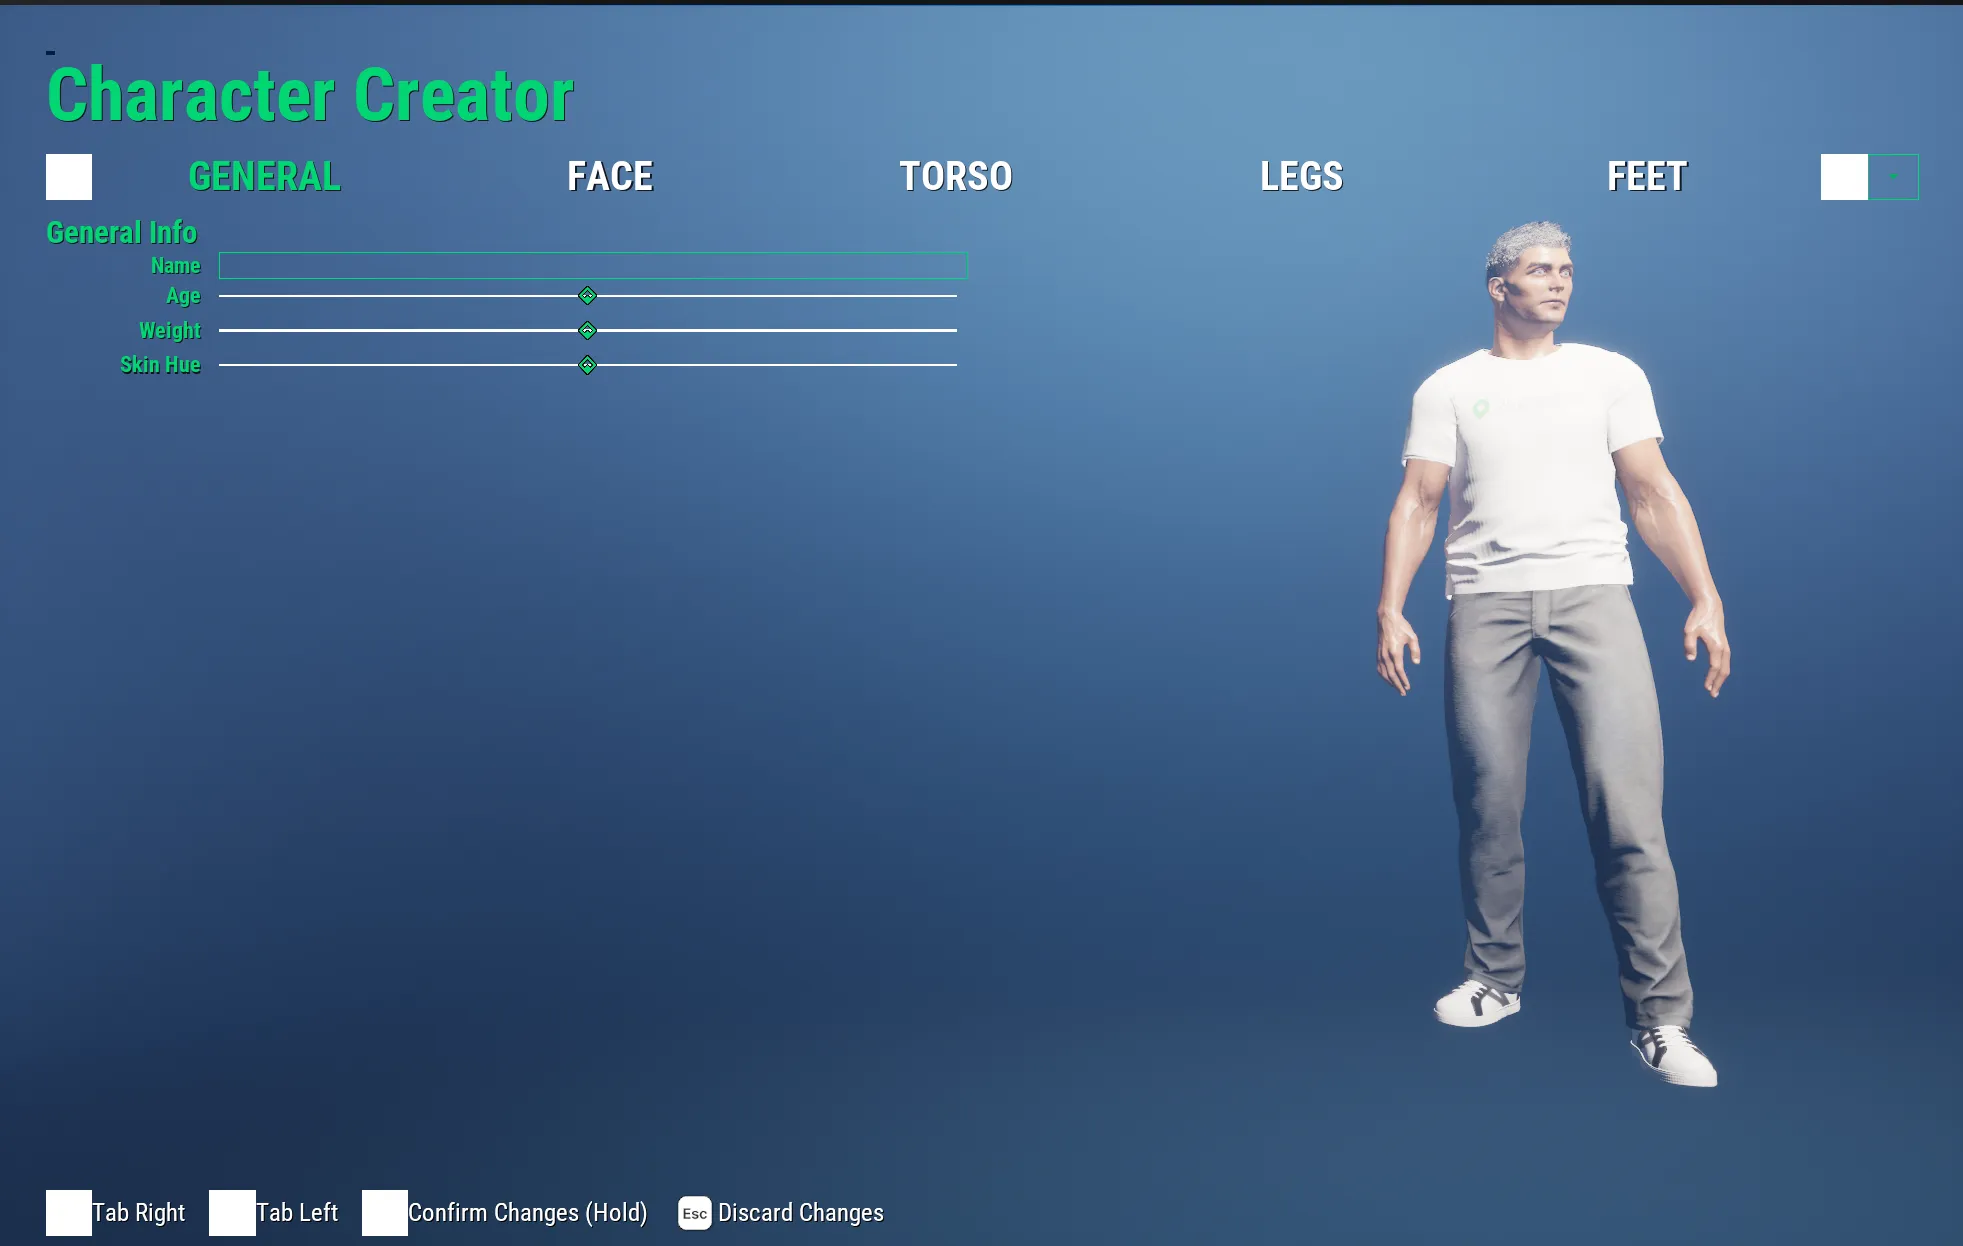 Character Creator
GENERAL
FACE
TORSO
LEGS
FEET
General Info
Name
Age
Weight
Skin Hue
Tab Right
Tab Left
Confirm Changes (Hold)
Esc
Discard Changes